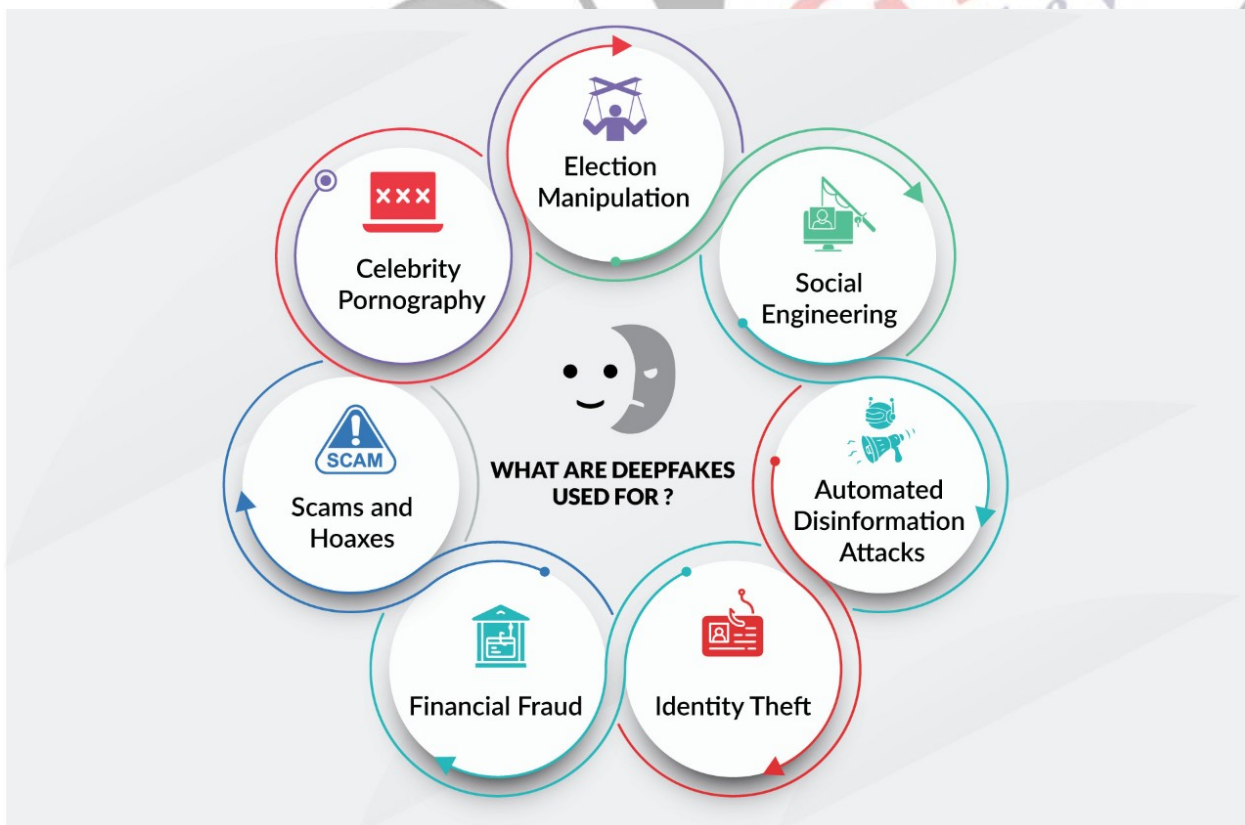 Election
Manipulation
Social
Engineering
Automated
Disinformation
Attacks
Identity Theft
Financial Fraud
SCAM
Scams and
Hoaxes
XXX
Celebrity
Pornography
WHAT ARE DEEPFAKES
USED FOR ?